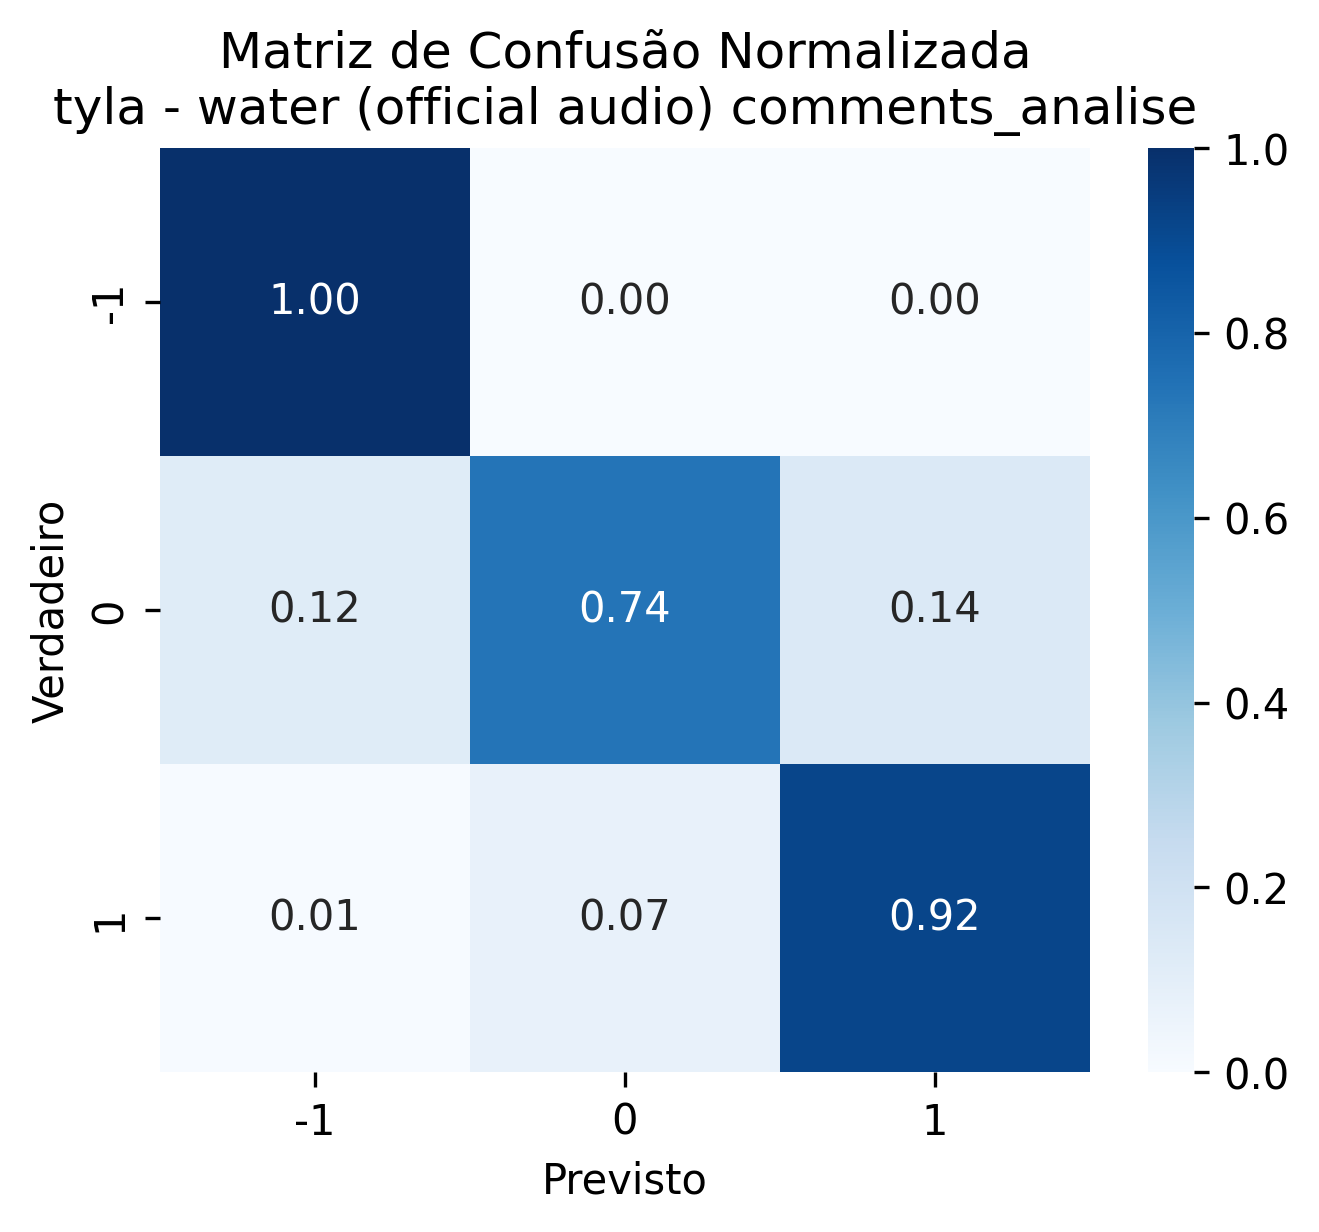 Matriz de Confusão Normalizada
tyla - water (official audio) comments_analise
1.0
0.8
0.6
0.4
0.2
0.0
Verdadeiro
-1
1.00 0.00 0.00
0
0.12 0.74 0.14
1
0.01 0.07 0.92
-1 0 1
Previsto